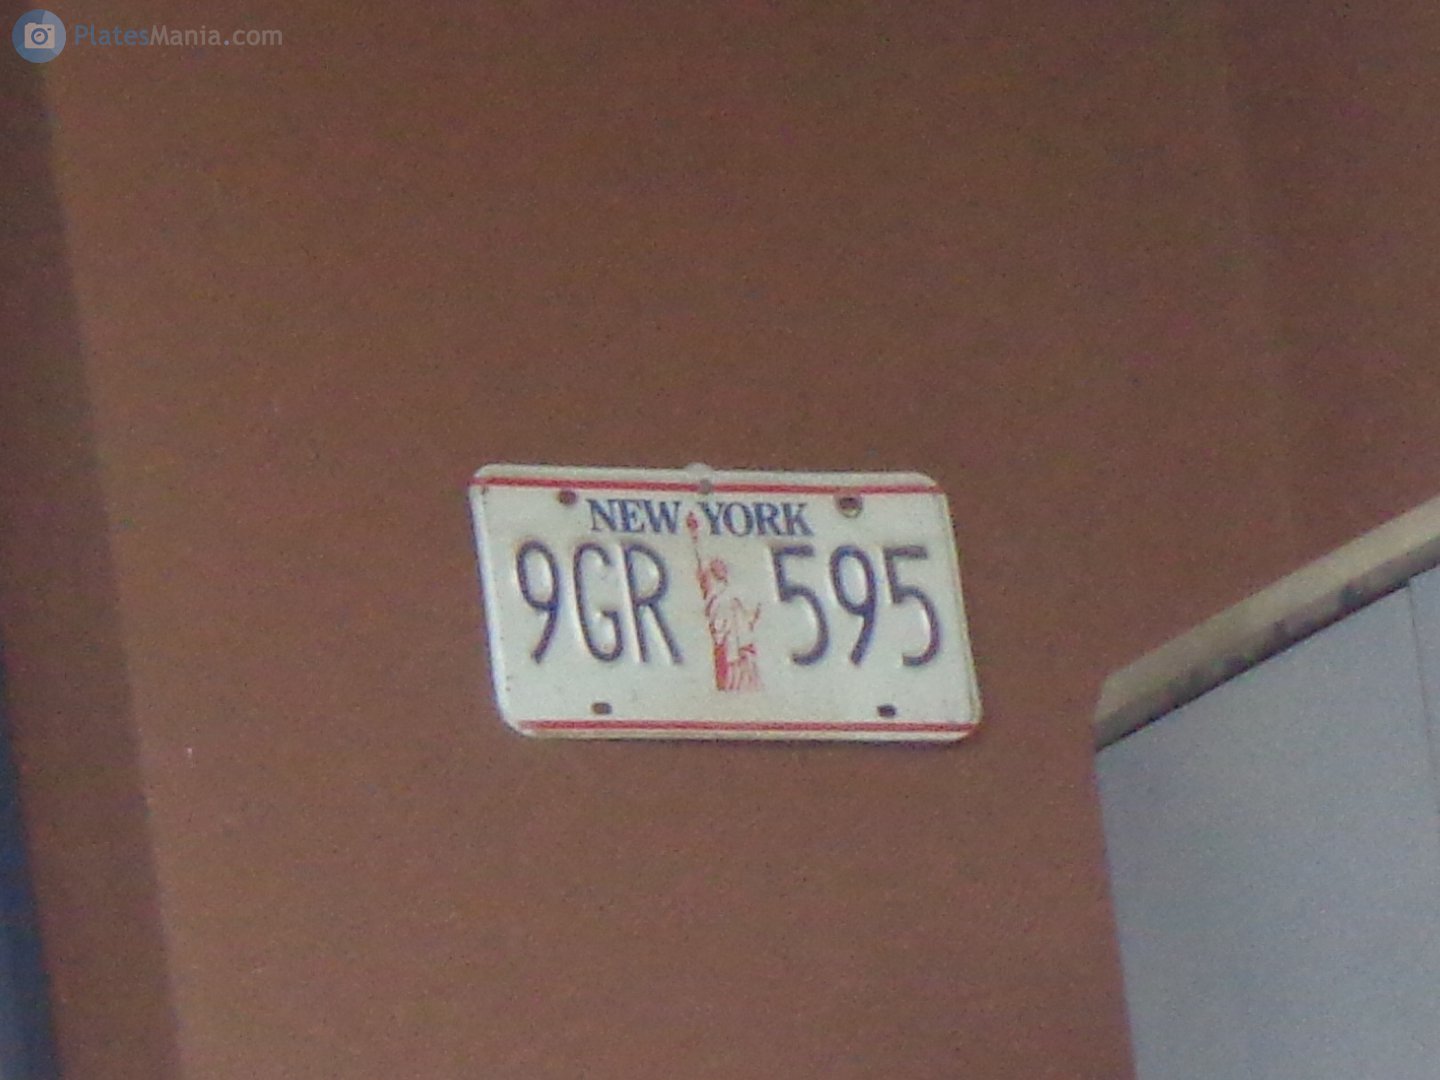 PlatesMania.com
NEW YORK
9GR 595